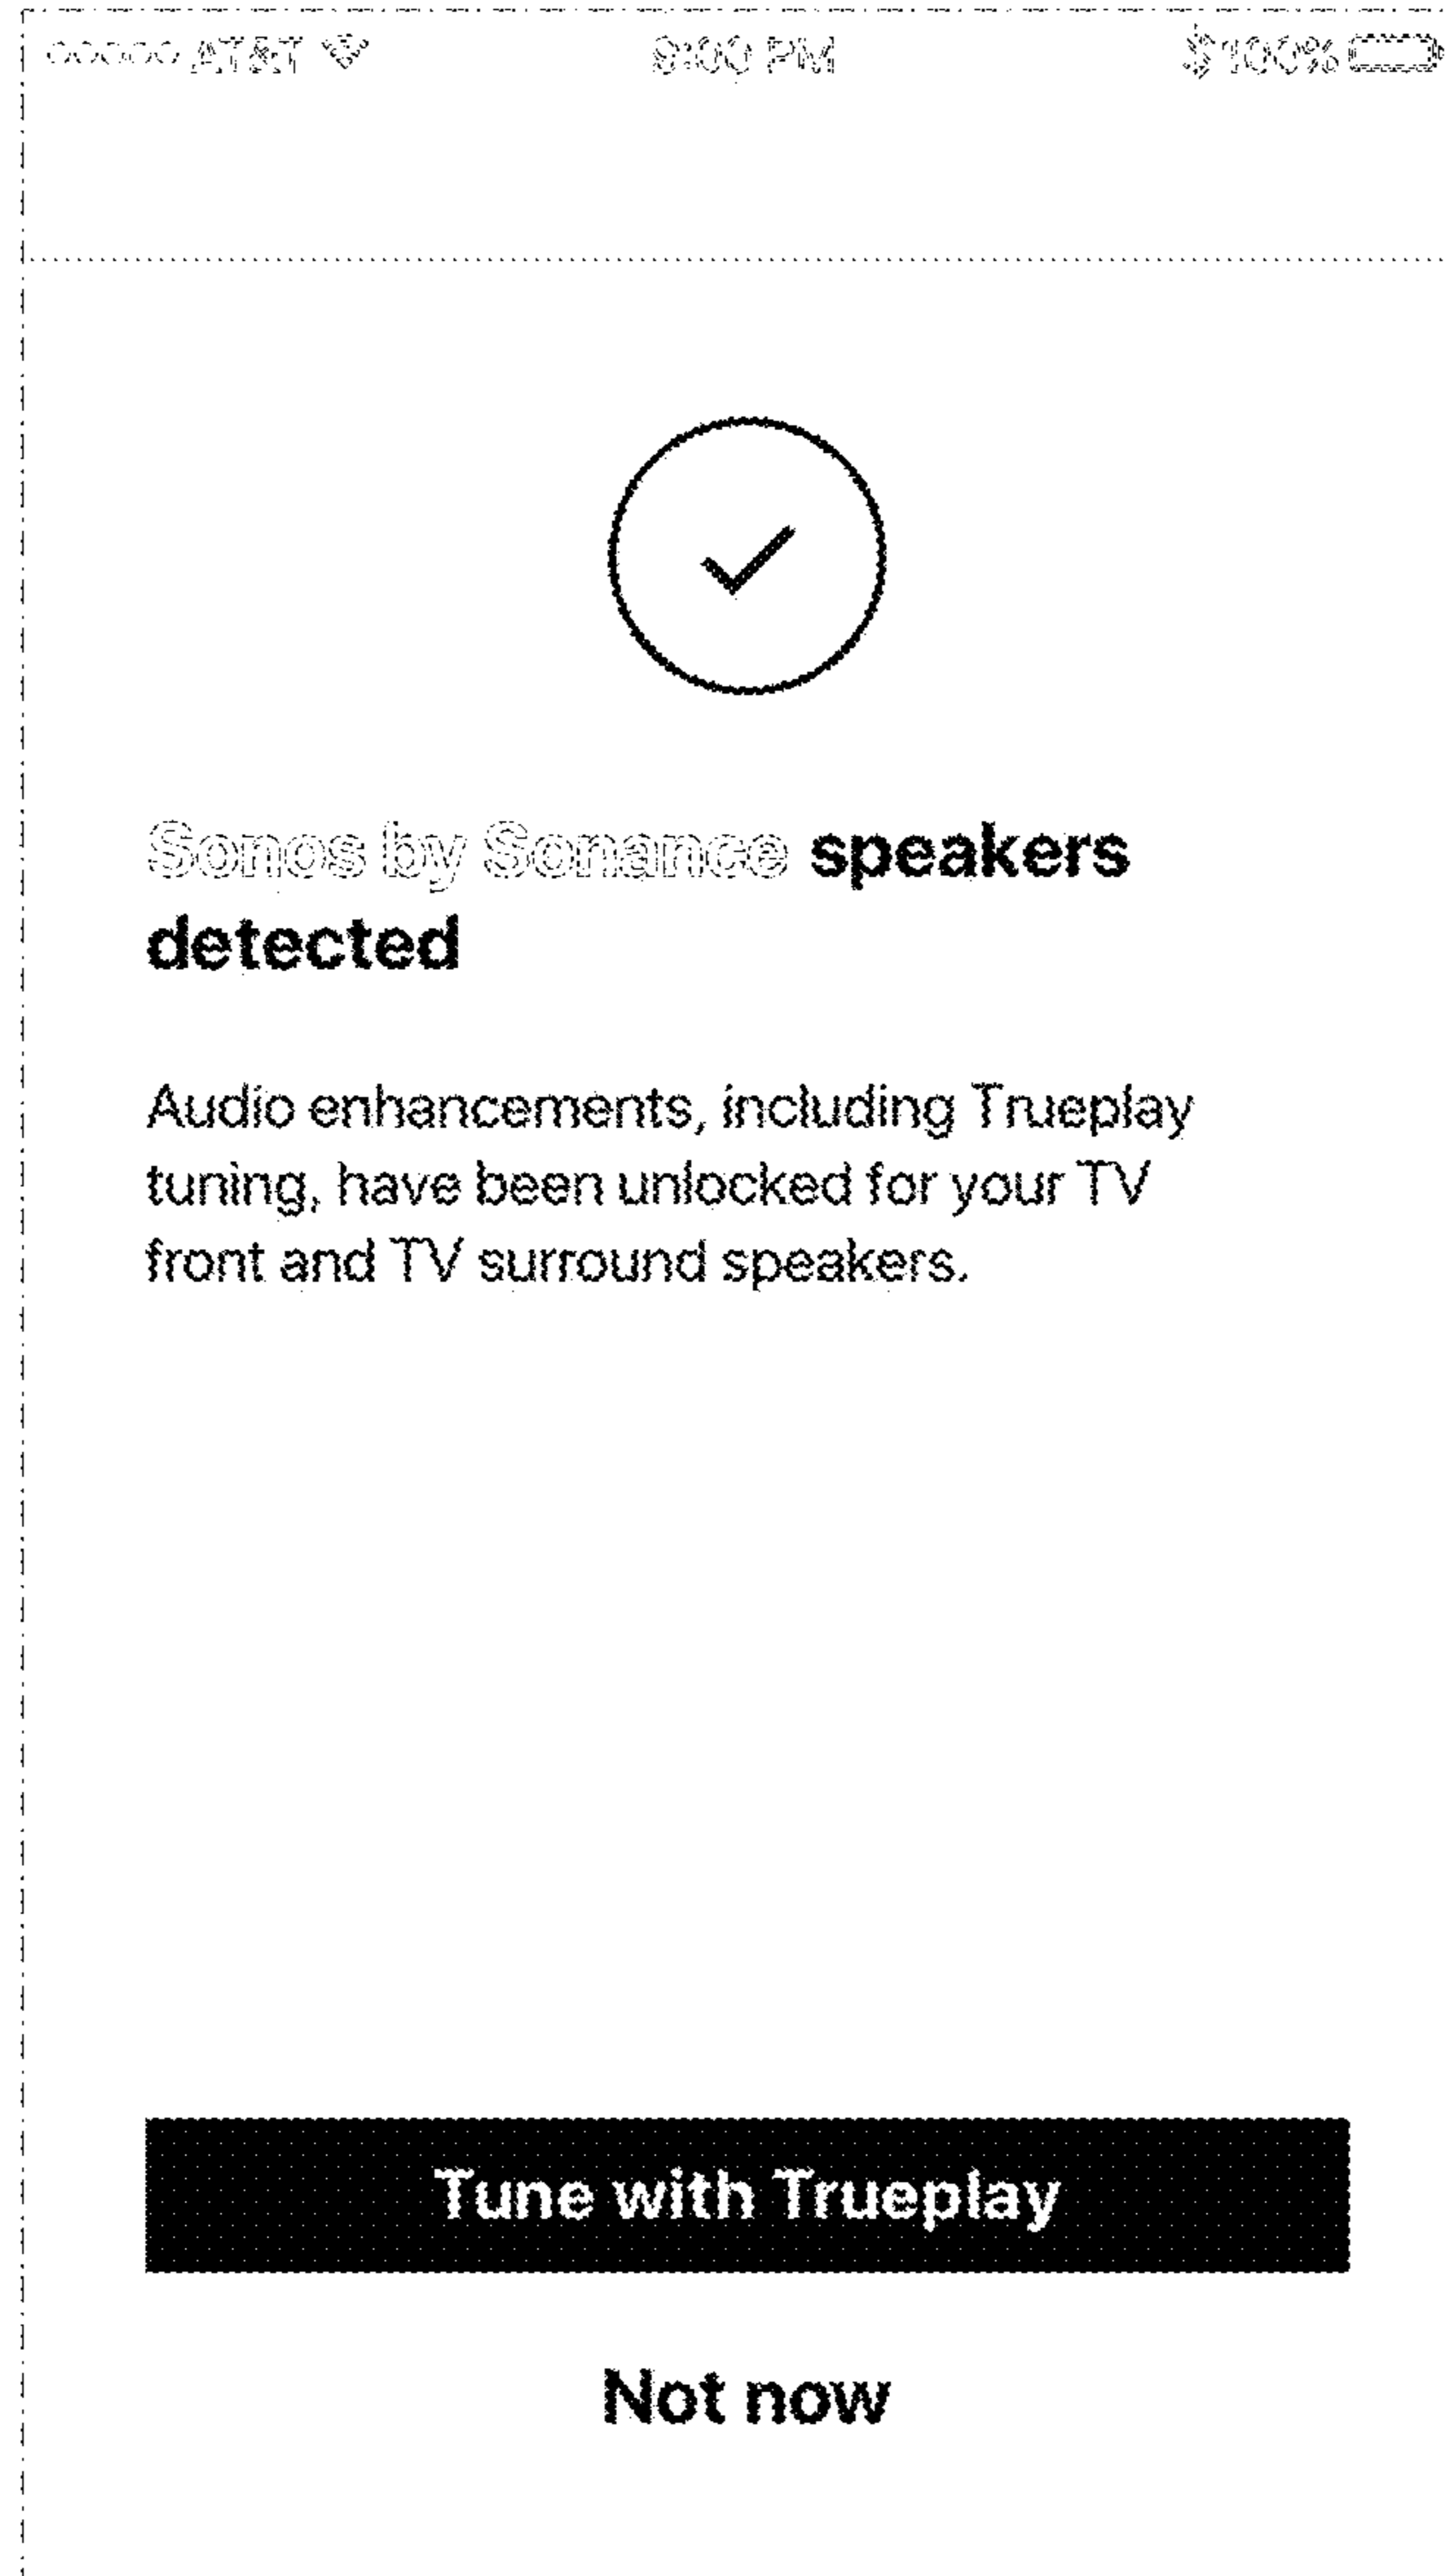 AT&T 9:00 PM 100%
Sonos by Sonance speakers
detected
Audio enhancements, including Trueplay
tuning, have been unlocked for your TV
front and TV surround speakers.
Tune with Trueplay
Not now